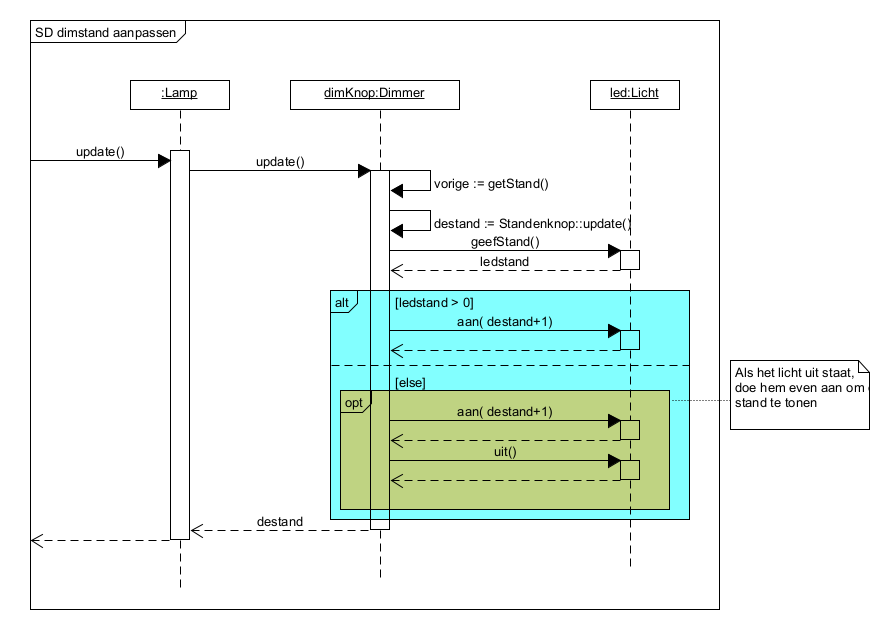 SD dimstand aanpassen
:Lamp
dimKnop:Dimmer
led:Licht
update()
update()
vorige := getStand()
destand := Standenknop::update()
geefStand()
ledstand
alt
[ledstand > 0]
aan( destand+1)
[else]
opt
aan( destand+1)
uit()
Als het licht uit staat,
doe hem even aan om
stand te tonen
destand